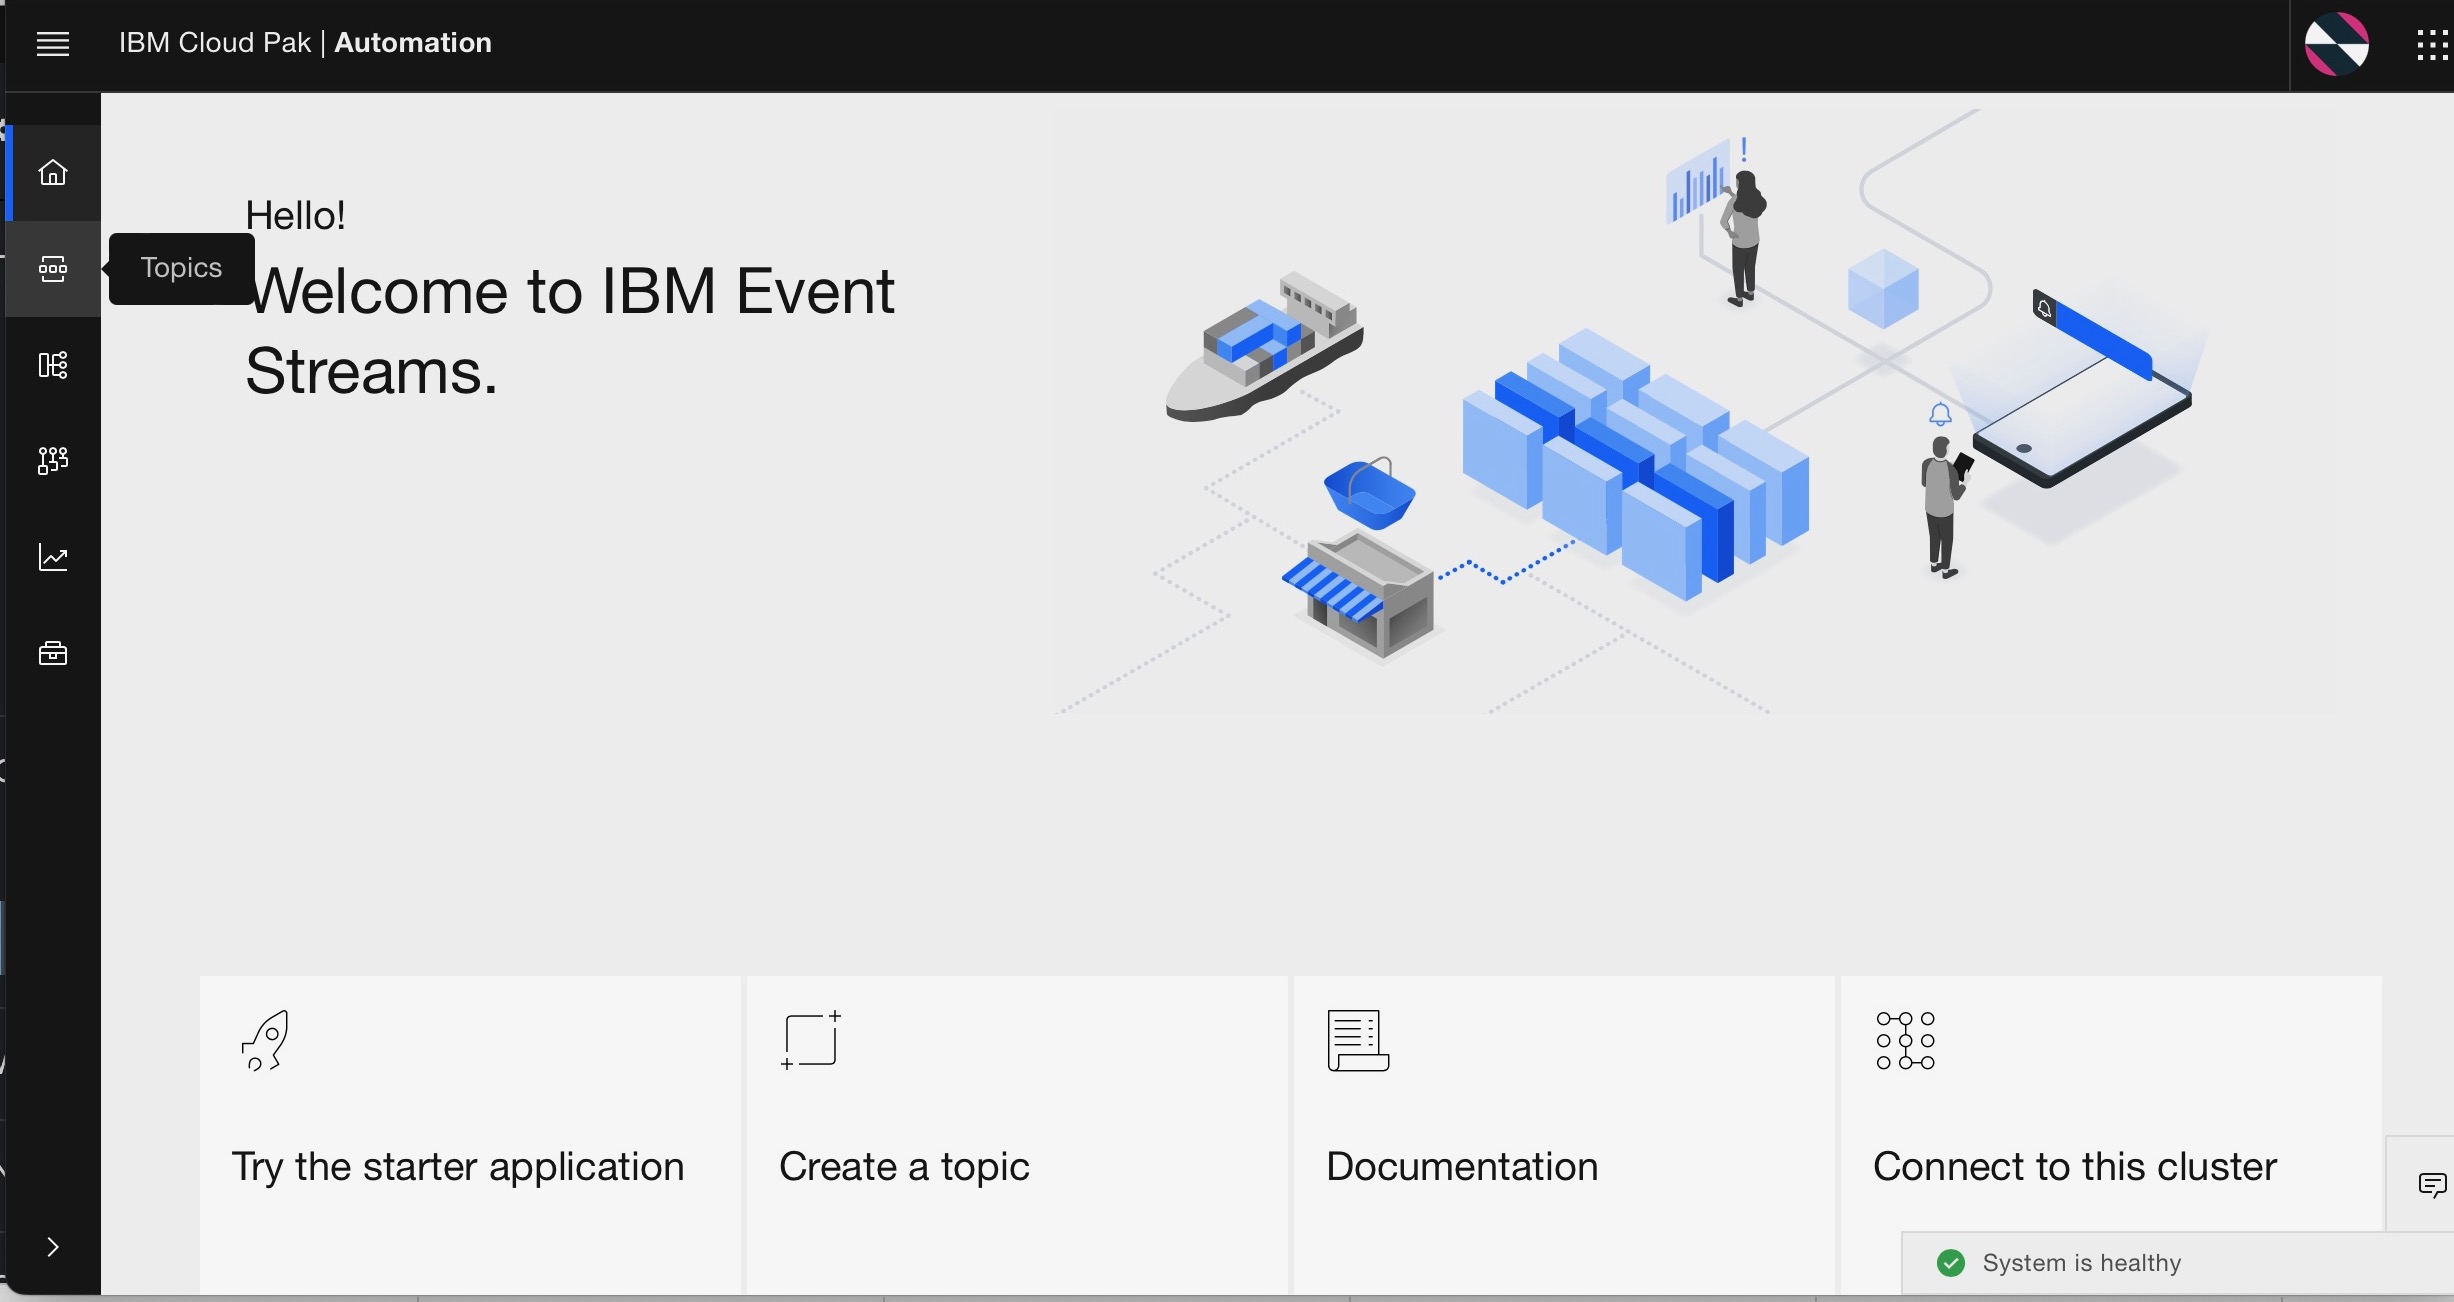 IBM Cloud Pak | Automation
Hello!
Topics
Welcome to IBM Event
Streams.
Try the starter application
Create a topic
Documentation
Connect to this cluster
System is healthy